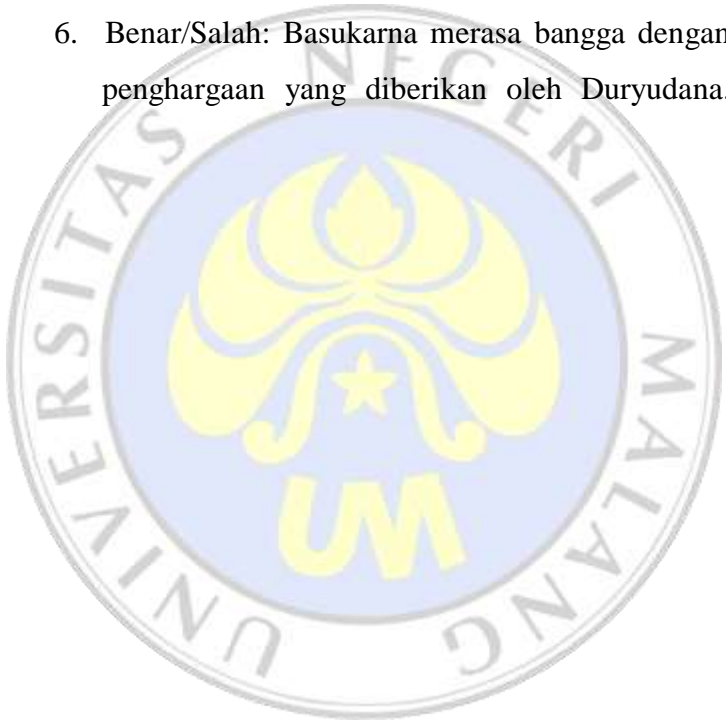 6. Benar/Salah: Basukarna merasa bangga dengan
penghargaan yang diberikan oleh Duryudana.
UNIVERSITAS NEGERI MALANG
UM